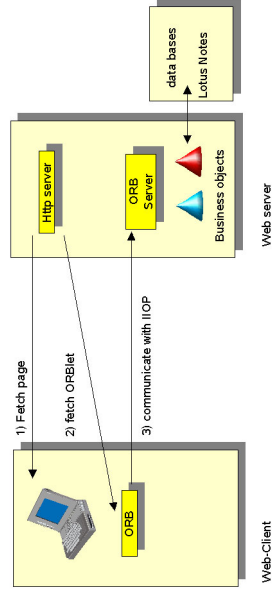 1) Fetch page
2) fetch ORBlet
3) communicate with IIOP
ORB
Web-Client
Http server
ORB
Server
Business objects
Web server
data bases
Lotus Notes